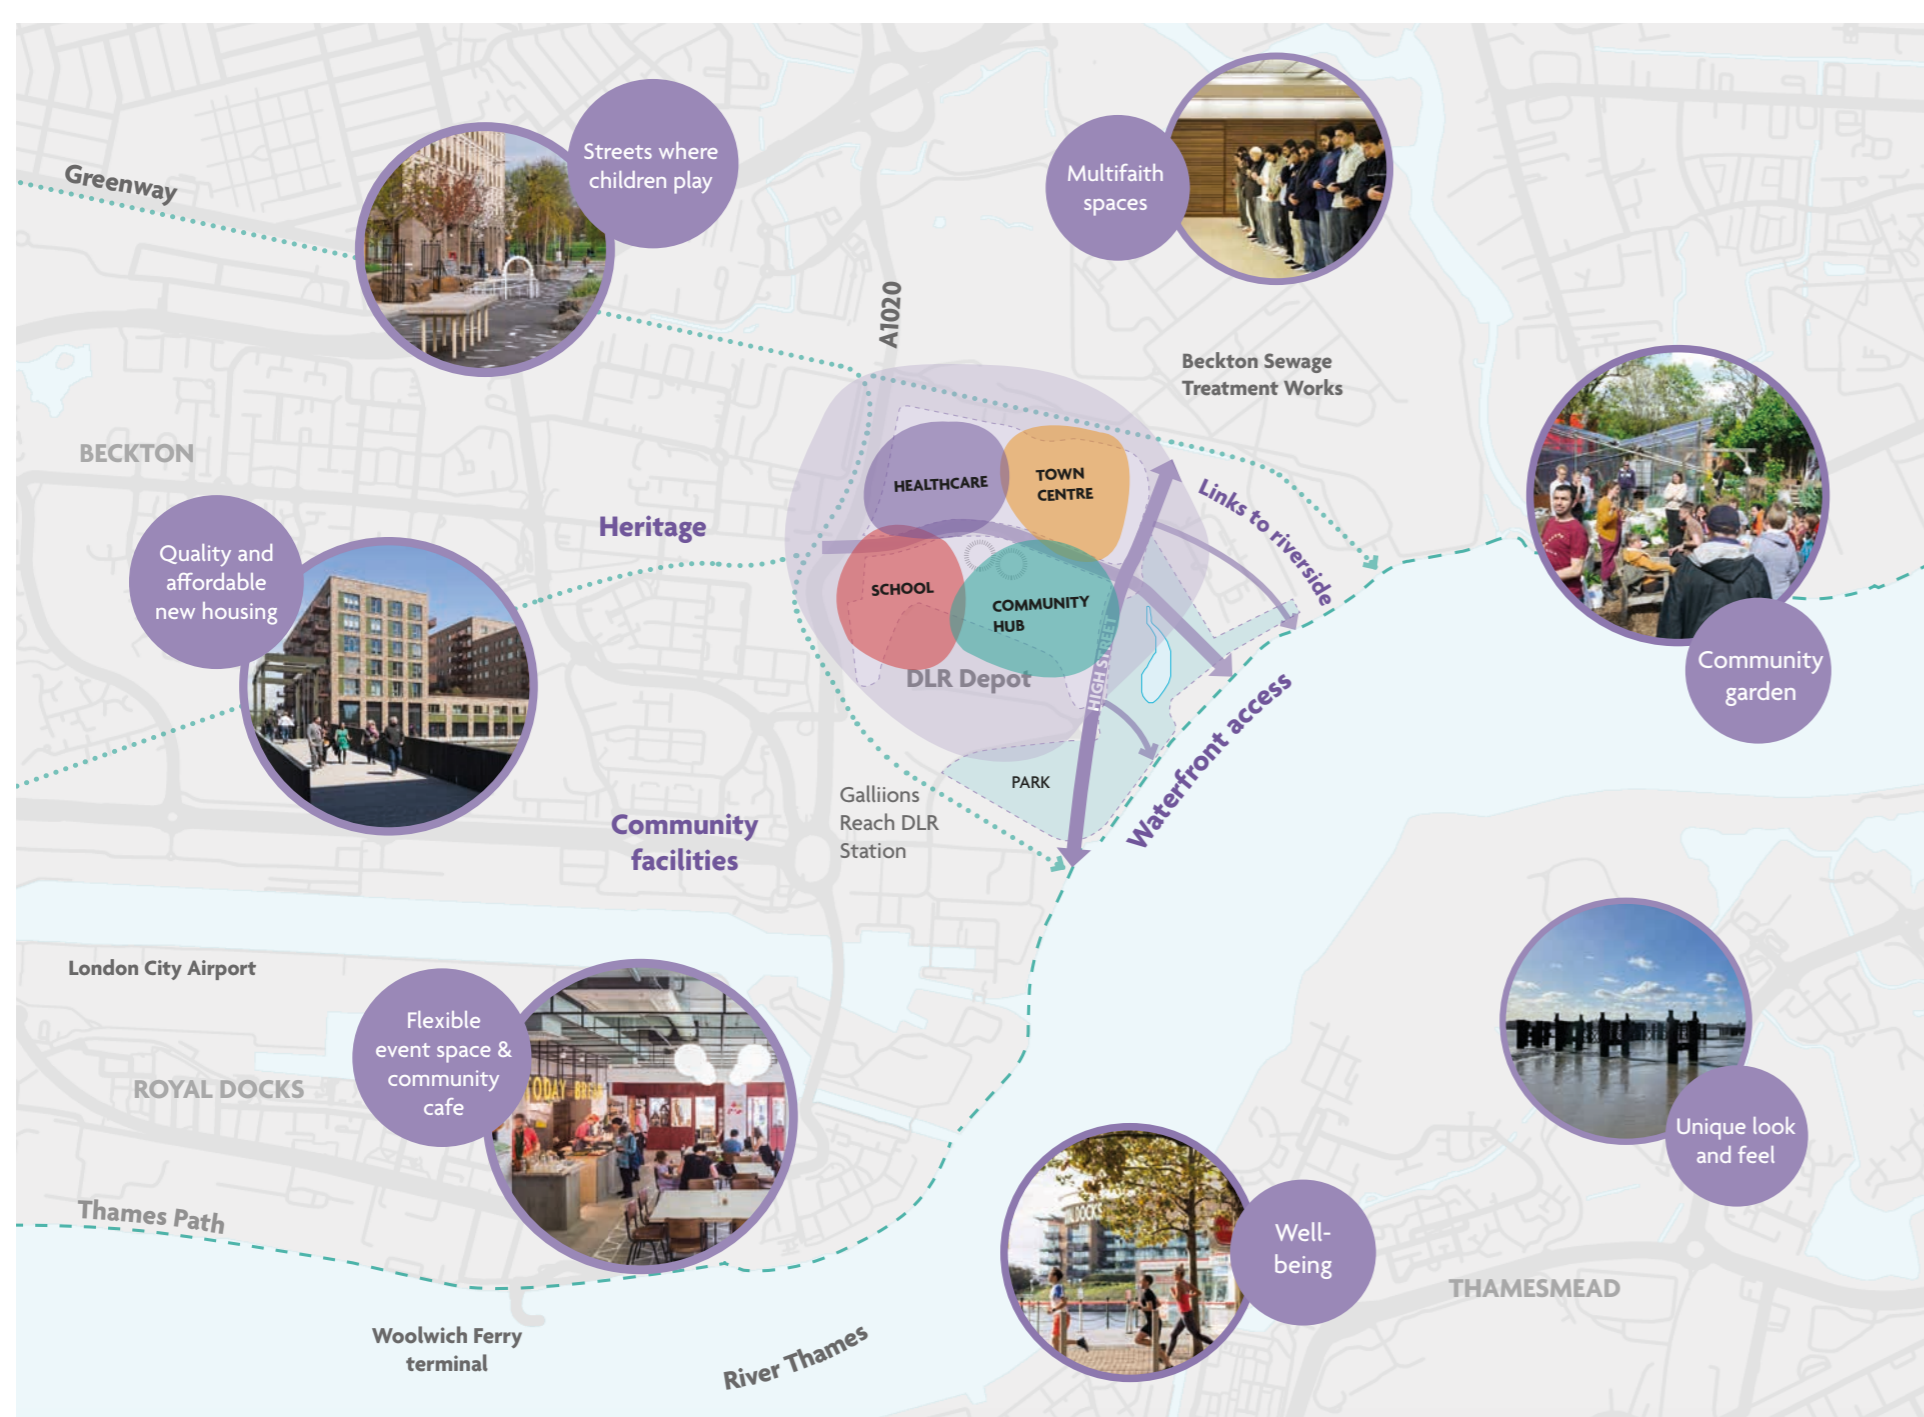 Streets where
children play
Multifaith
spaces
Greenway
A1020
Beckton Sewage
Treatment Works
BECKTON
HEALTHCARE
TOWN
CENTRE
Links to riverside
Heritage
Quality and
affordable
new housing
SCHOOL
COMMUNITY
HUB
HIGH STREET
DLR Depot
Community
garden
Waterfront access
PARK
Galliions
Reach DLR
Station
Community
facilities
London City Airport
Flexible
event space &
community
cafe
TODAY BREA
ROYAL DOCKS
Unique look
and feel
Thames Path
DOCKS
Well-
being
THAMESMEAD
Woolwich Ferry
terminal
River Thames